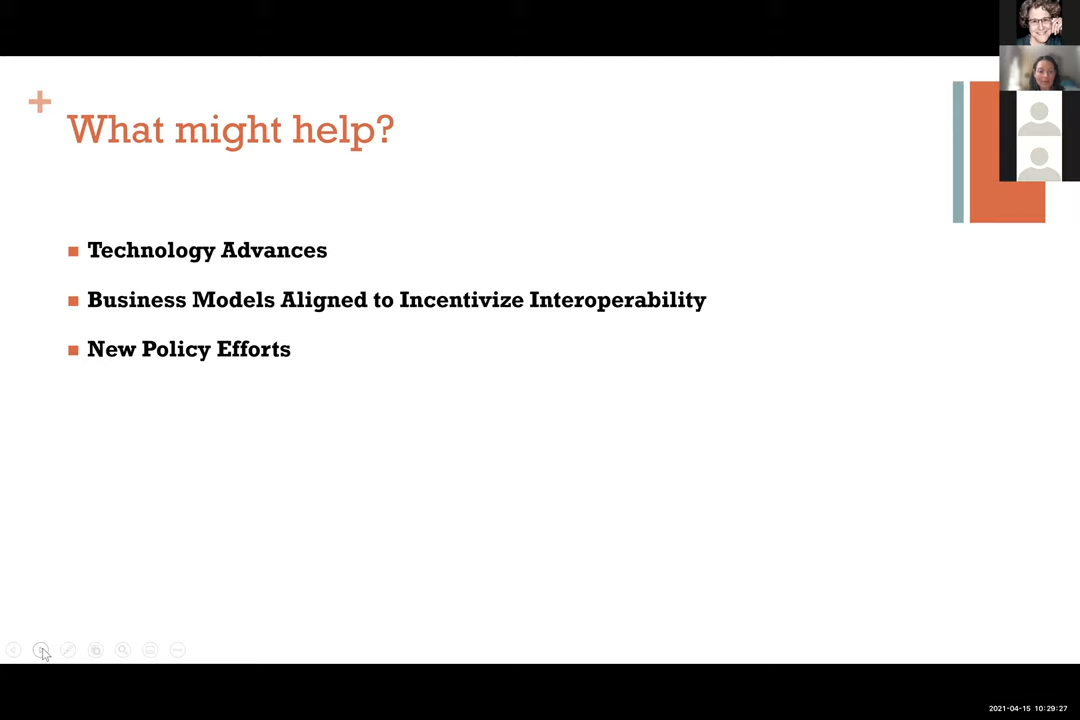 What might help?
Technology Advances
Business Models Aligned to Incentivize Interoperability
New Policy Efforts
2021-04-15 10:29:27